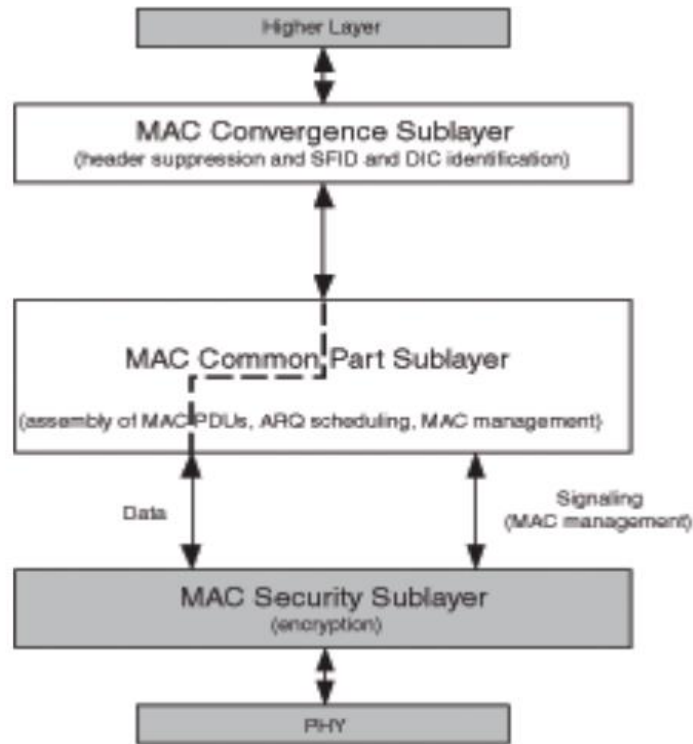 Higher Layer
MAC Convergence Sublayer
(header suppression and SFID and DIC identification)
MAC Common Part Sublayer
(assembly of MAC PDUs, ARQ scheduling, MAC management)
Data
Signaling
(MAC management)
MAC Security Sublayer
(encryption)
PHY